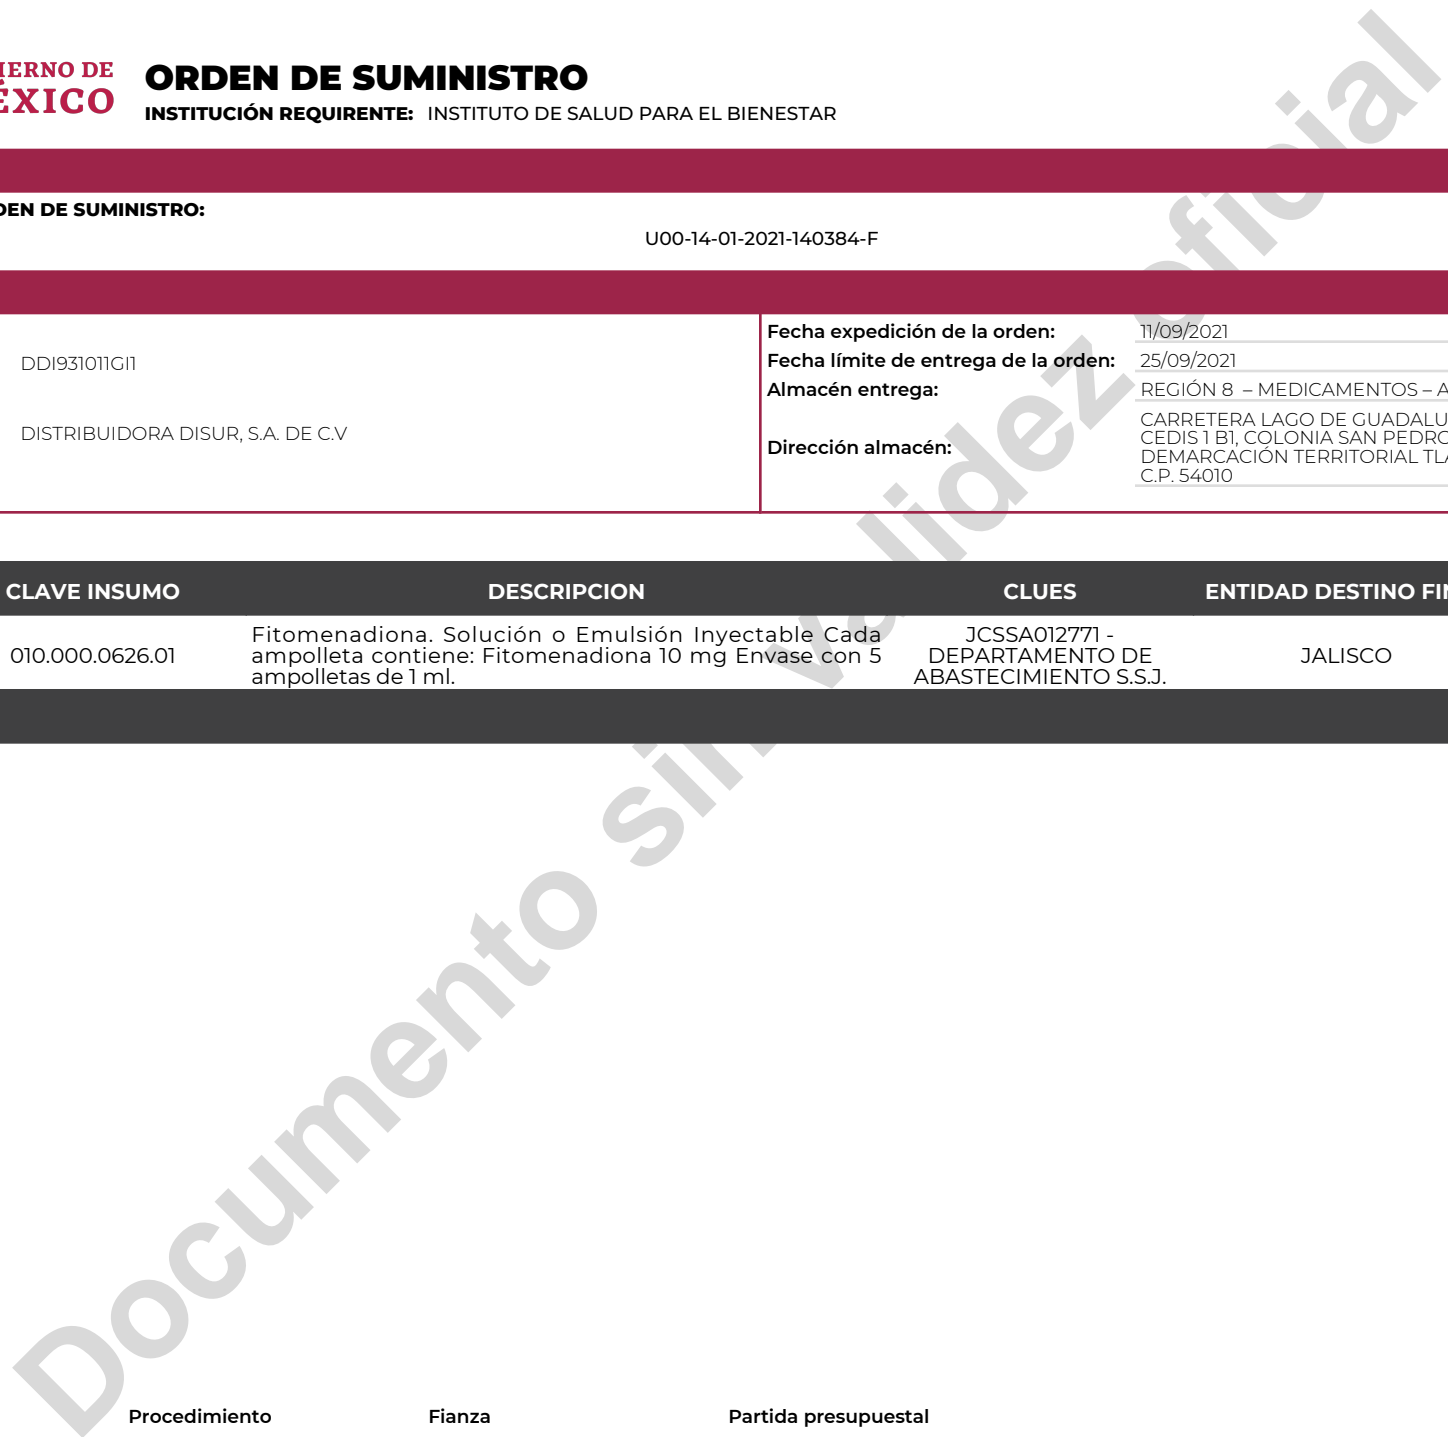 IERNO DE
ÉXICO
ORDEN DE SUMINISTRO
INSTITUCIÓN REQUIRENTE: INSTITUTO DE SALUD PARA EL BIENESTAR
DEN DE SUMINISTRO:
U00-14-01-2021-140384-F
DDI931011GI1
DISTRIBUIDORA DISUR, S.A. DE C.V
Fecha expedición de la orden: 11/09/2021
Fecha límite de entrega de la orden: 25/09/2021
Almacén entrega: REGIÓN 8 – MEDICAMENTOS – A
Dirección almacén:
CARRETERA LAGO DE GUADALU
CEDIS 1 B1, COLONIA SAN PEDRO
DEMARCACIÓN TERRITORIAL TLA
C.P. 54010
CLAVE INSUMO DESCRIPCION CLUES ENTIDAD DESTINO FIN
010.000.0626.01
Fitomenadiona. Solución o Emulsión Inyectable Cada
ampolleta contiene: Fitomenadiona 10 mg Envase con 5
ampolletas de 1 ml.
JCSSA012771 -
DEPARTAMENTO DE
ABASTECIMIENTO S.S.J.
JALISCO
Documento sin validez oficial
Procedimiento Fianza Partida presupuestal